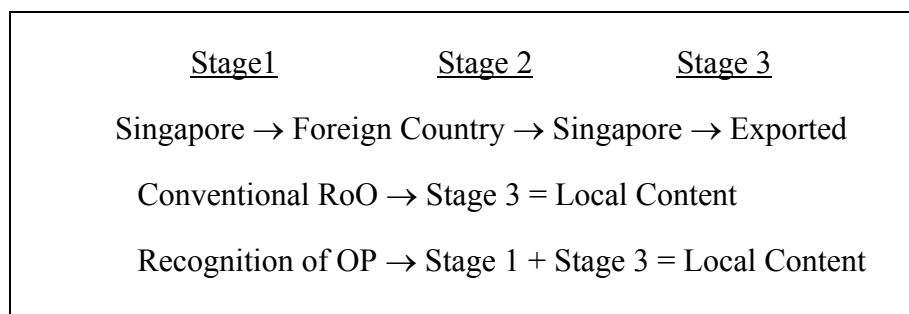 Stage1 Stage 2 Stage 3
Singapore → Foreign Country → Singapore → Exported
Conventional RoO → Stage 3 = Local Content
Recognition of OP → Stage 1 + Stage 3 = Local Content